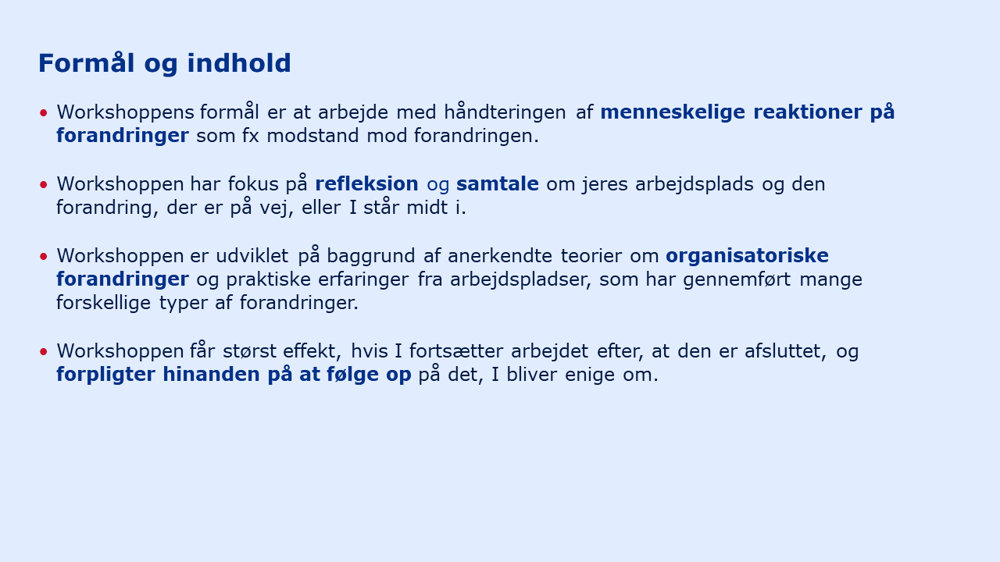 Formål og indhold
• Workshoppens formål er at arbejde med håndteringen af menneskelige reaktioner på
forandringer som fx modstand mod forandringen.
• Workshoppen har fokus på refleksion og samtale om jeres arbejdsplads og den
forandring, der er på vej, eller I står midt i.
• Workshoppen er udviklet på baggrund af anerkendte teorier om organisatoriske
forandringer og praktiske erfaringer fra arbejdspladser, som har gennemført mange
forskellige typer af forandringer.
• Workshoppen får størst effekt, hvis I fortsætter arbejdet efter, at den er afsluttet, og
forpligter hinanden på at følge op på det, I bliver enige om.